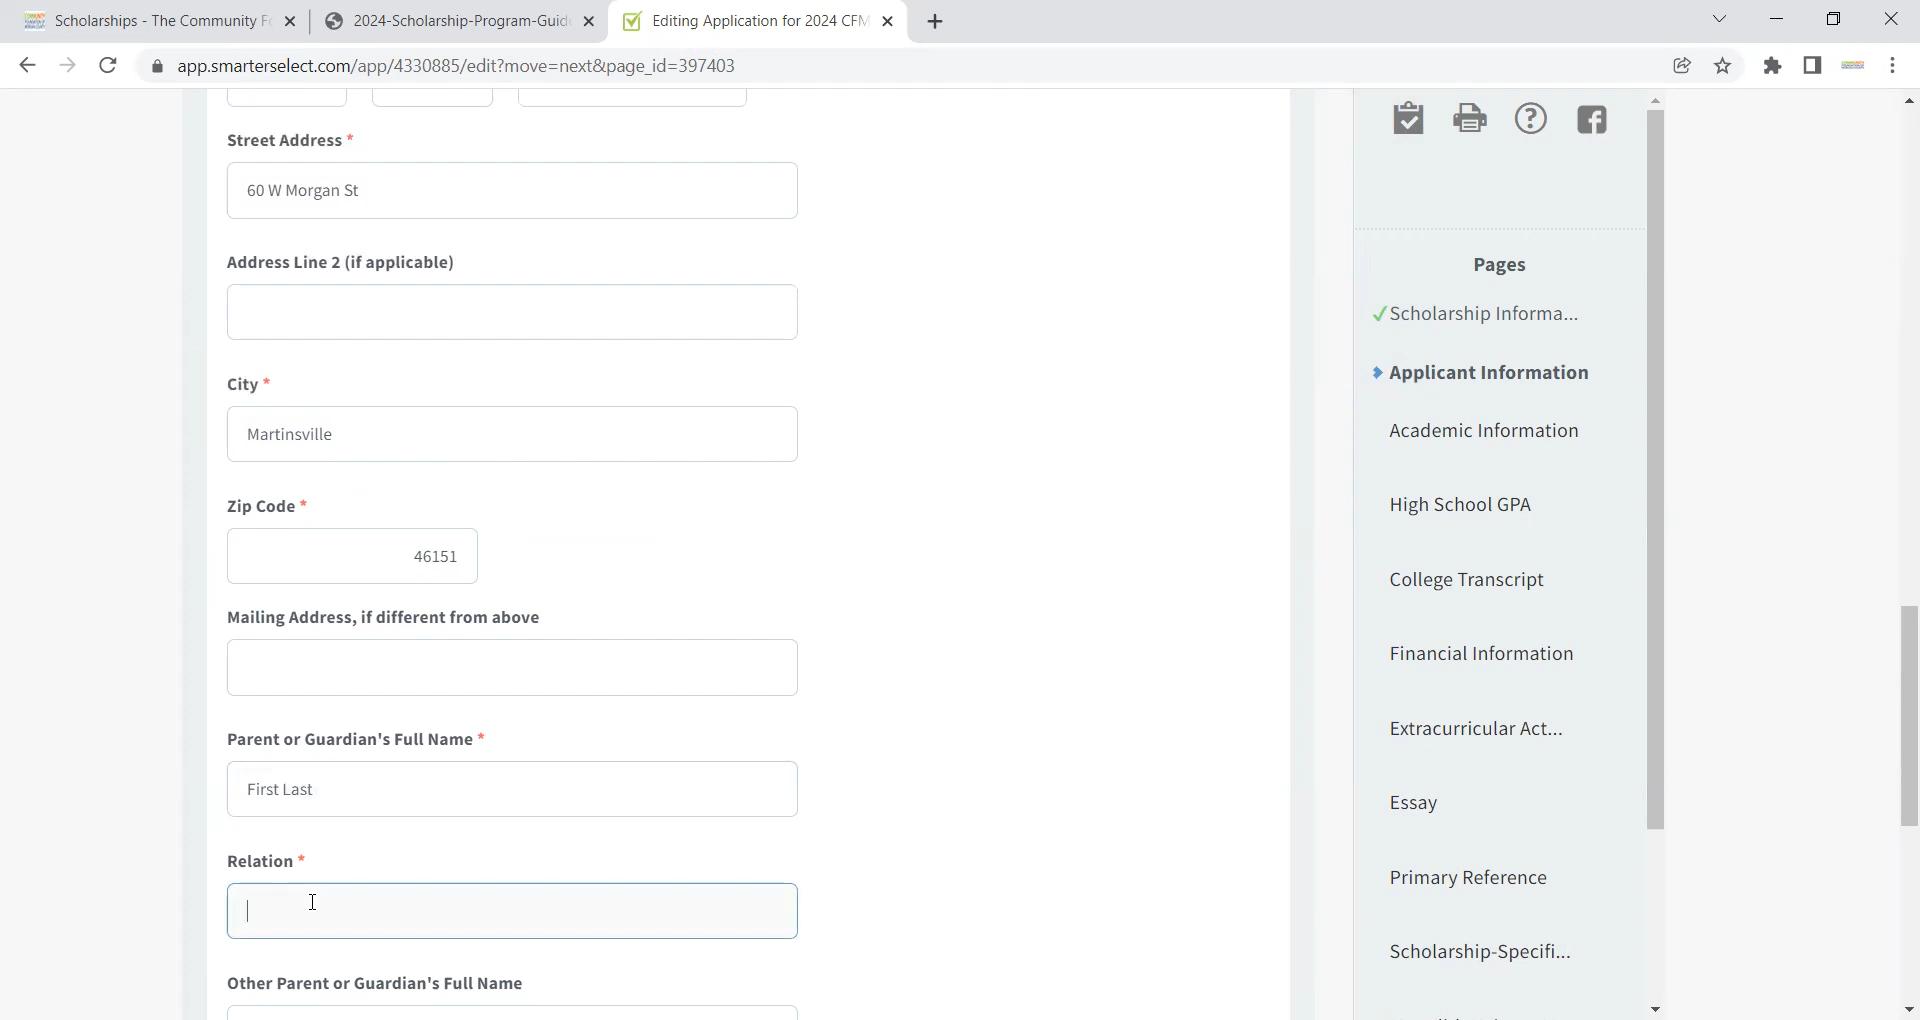 Scholarships - The Community Fo
2024-Scholarship-Program-Guid
Editing Application for 2024 CFM
app.smarterselect.com/app/4330885/edit?move=next&page_id=397403
Street Address *
60 W Morgan St
Address Line 2 (if applicable)
City *
Martinsville
Zip Code *
46151
Mailing Address, if different from above
Parent or Guardian's Full Name *
First Last
Relation *
Other Parent or Guardian's Full Name
Pages
Scholarship Informa...
Applicant Information
Academic Information
High School GPA
College Transcript
Financial Information
Extracurricular Act...
Essay
Primary Reference
Scholarship-Specifi...